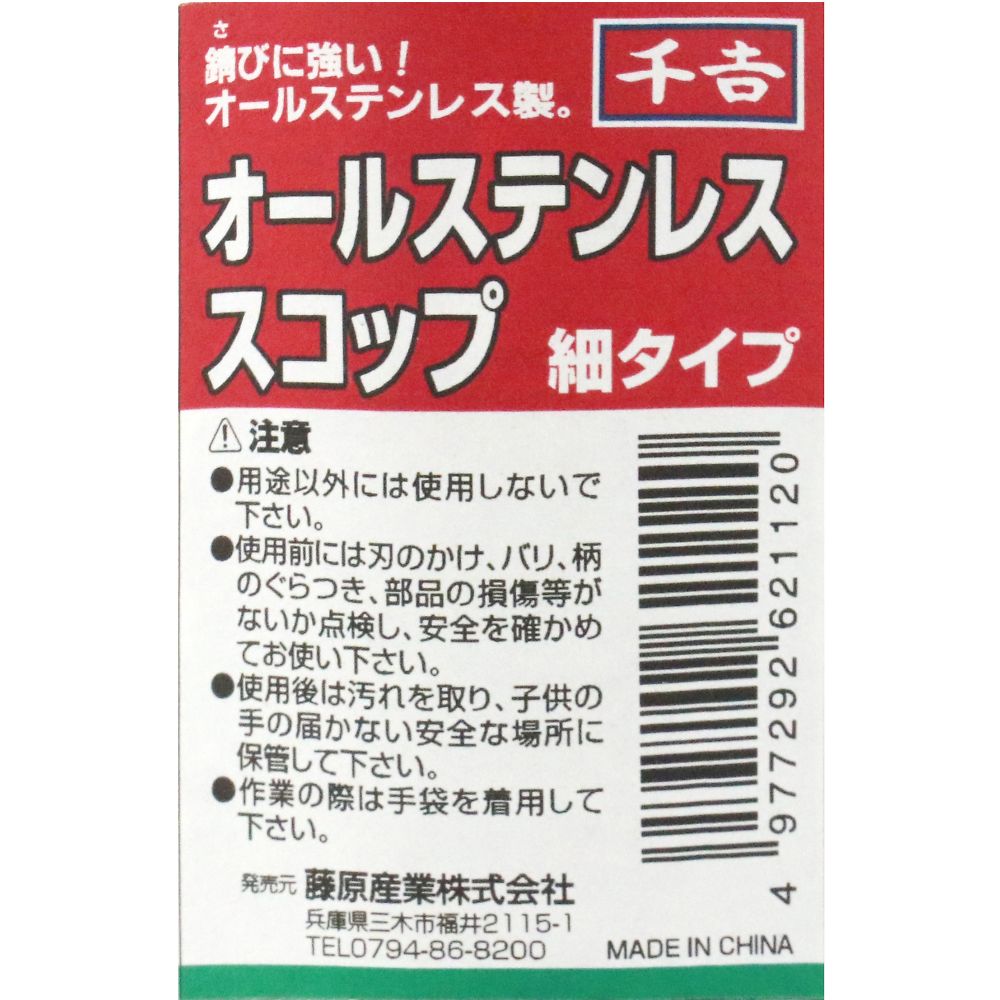 さ
錆びに強い!
オールステンレス製。
千吉
オールステンレス
スコップ 細タイプ
注意
●用途以外には使用しないで
下さい。
●使用前には刃のかけ、バリ、柄
のぐらつき、部品の損傷等が
ないか点検し、安全を確かめ
てお使い下さい。
●使用後は汚れを取り、子供の
手の届かない安全な場所に
保管して下さい。
●作業の際は手袋を着用して
下さい。
発売元 藤原産業株式会社
兵庫県三木市福井2115-1
TEL0794-86-8200
4 977292 621120
MADE IN CHINA